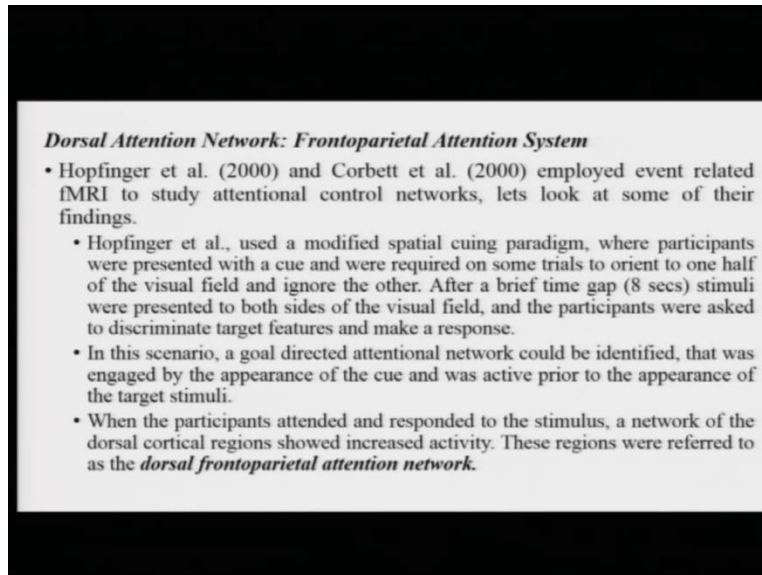 Dorsal Attention Network: Frontoparietal Attention System
• Hopfinger et al. (2000) and Corbett et al. (2000) employed event related
fMRI to study attentional control networks, lets look at some of their
findings.
• Hopfinger et al., used a modified spatial cuing paradigm, where participants
were presented with a cue and were required on some trials to orient to one half
of the visual field and ignore the other. After a brief time gap (8 secs) stimuli
were presented to both sides of the visual field, and the participants were asked
to discriminate target features and make a response.
• In this scenario, a goal directed attentional network could be identified, that was
engaged by the appearance of the cue and was active prior to the appearance of
the target stimuli.
• When the participants attended and responded to the stimulus, a network of the
dorsal cortical regions showed increased activity. These regions were referred to
as the dorsal frontoparietal attention network.